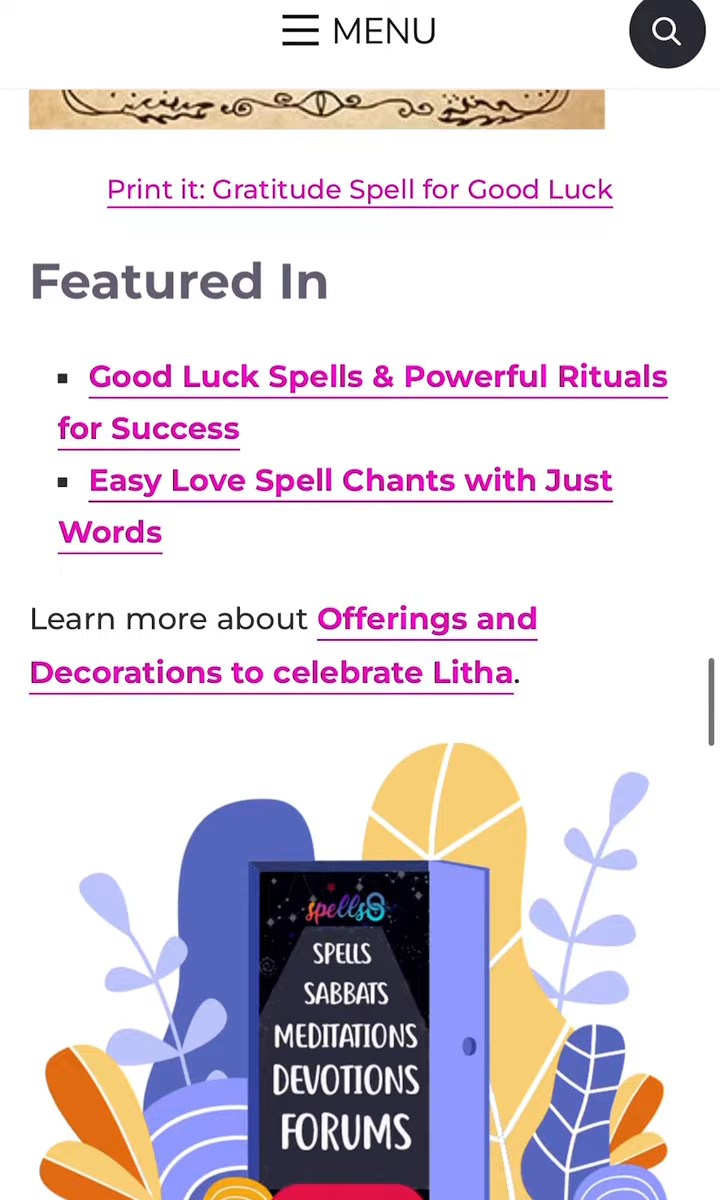 MENU
Print it: Gratitude Spell for Good Luck
Featured In
Good Luck Spells & Powerful Rituals
for Success
Easy Love Spell Chants with Just
Words
Learn more about Offerings and
Decorations to celebrate Litha.
spells8
SPELLS
SABBATS
MEDITATIONS
DEVOTIONS
FORUMS